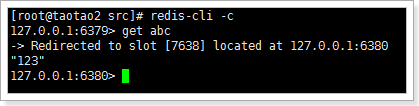 [root@taotao2 src]# redis-cli -c
127.0.0.1:6379> get abc
-> Redirected to slot [7638] located at 127.0.0.1:6380
"123"
127.0.0.1:6380>